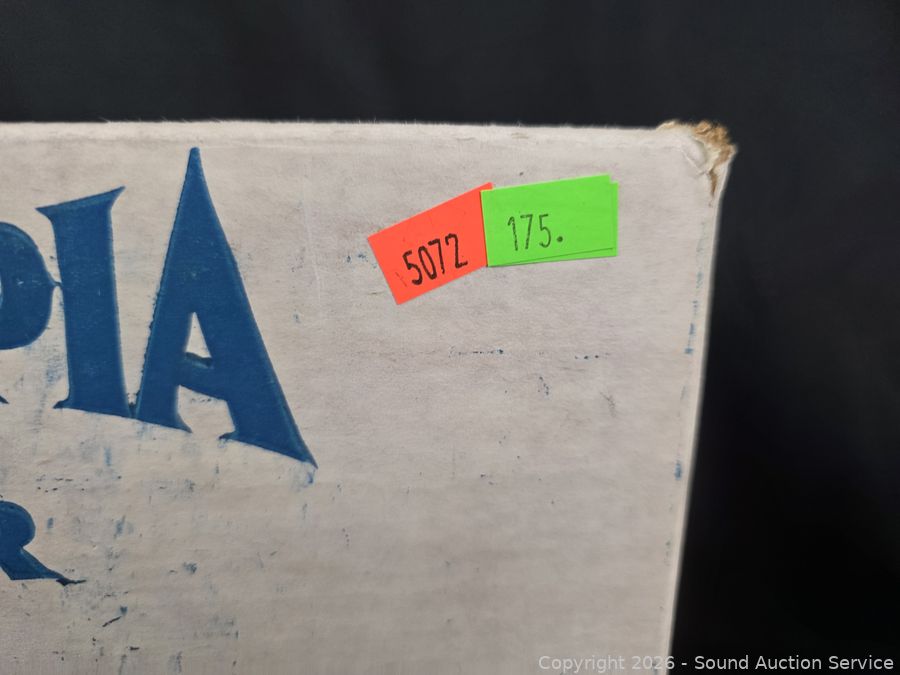 PIA
R
5072
175.
Copyright 2026 - Sound Auction Service